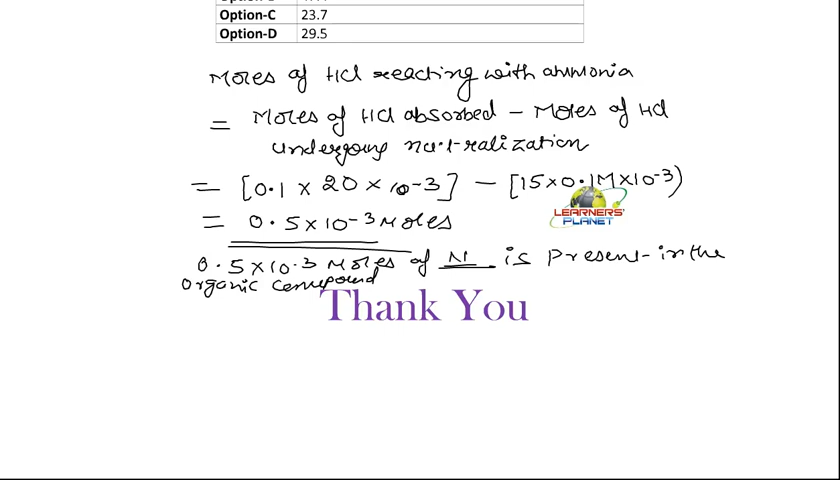 Option-C 23.7
Option-D 29.5
Moles of HCl reacting with ammonia
= Moles of HCl absorbed - Moles of HCl
undergoing neutralization
= [0.1 × 20 × 10-3] - [15×0.1M×10-3)
= 0.5×10-3 Moles
LEARNERS'
PLANET
0.5×10-3 Moles of N is present in the
organic compound
Thank You